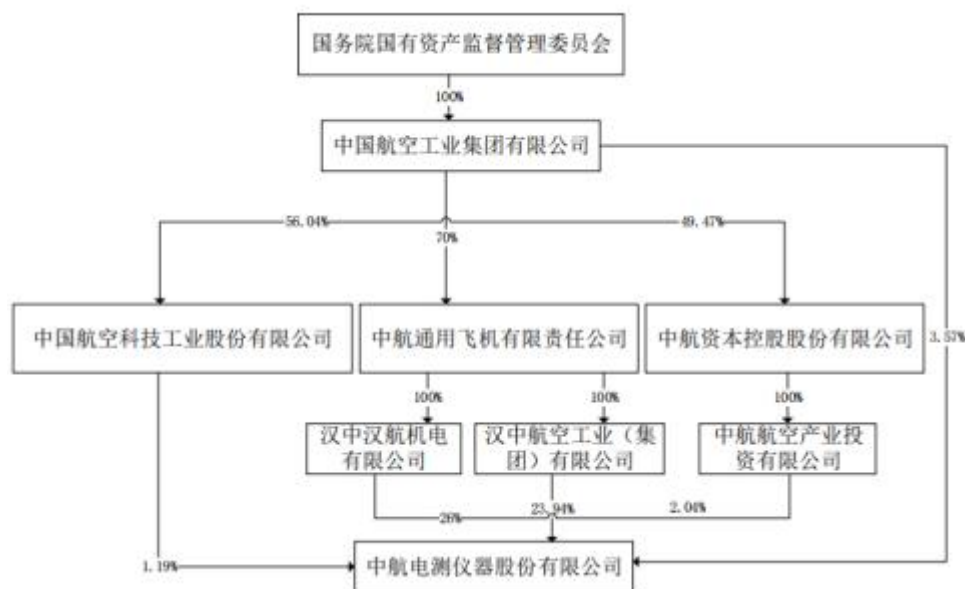 国务院国有资产监督管理委员会
100%
中国航空工业集团有限公司
56.04%
70%
49.47%
中国航空科技工业股份有限公司
中航通用飞机有限责任公司
中航资本控股股份有限公司
3.57%
100%
100%
100%
汉中汉航机电
有限公司
汉中航空工业（集
团）有限公司
中航航空产业投
资有限公司
26%
23.94%
2.04%
1.19%
中航电测仪器股份有限公司